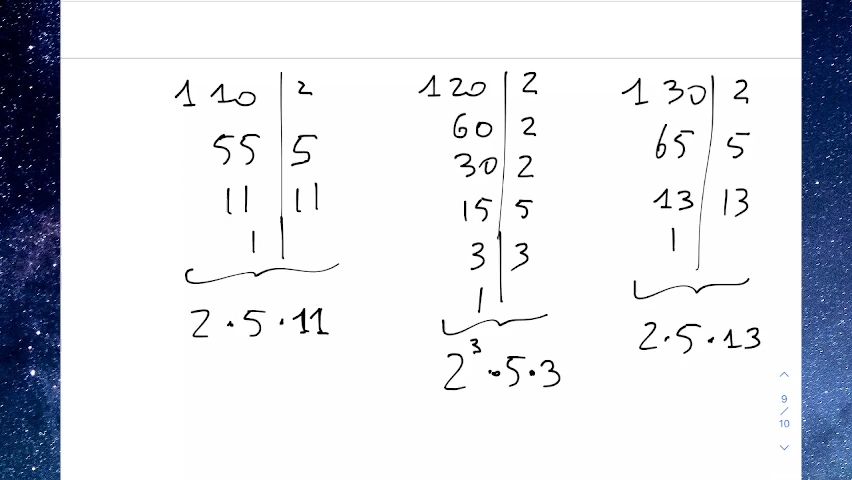 110 | 2
55 | 5
11 | 11
1 |
2 · 5 · 11
120 | 2
60 | 2
30 | 2
15 | 5
3 | 3
1 |
2³ · 5 · 3
130 | 2
65 | 5
13 | 13
1 |
2 · 5 · 13
9
/
10